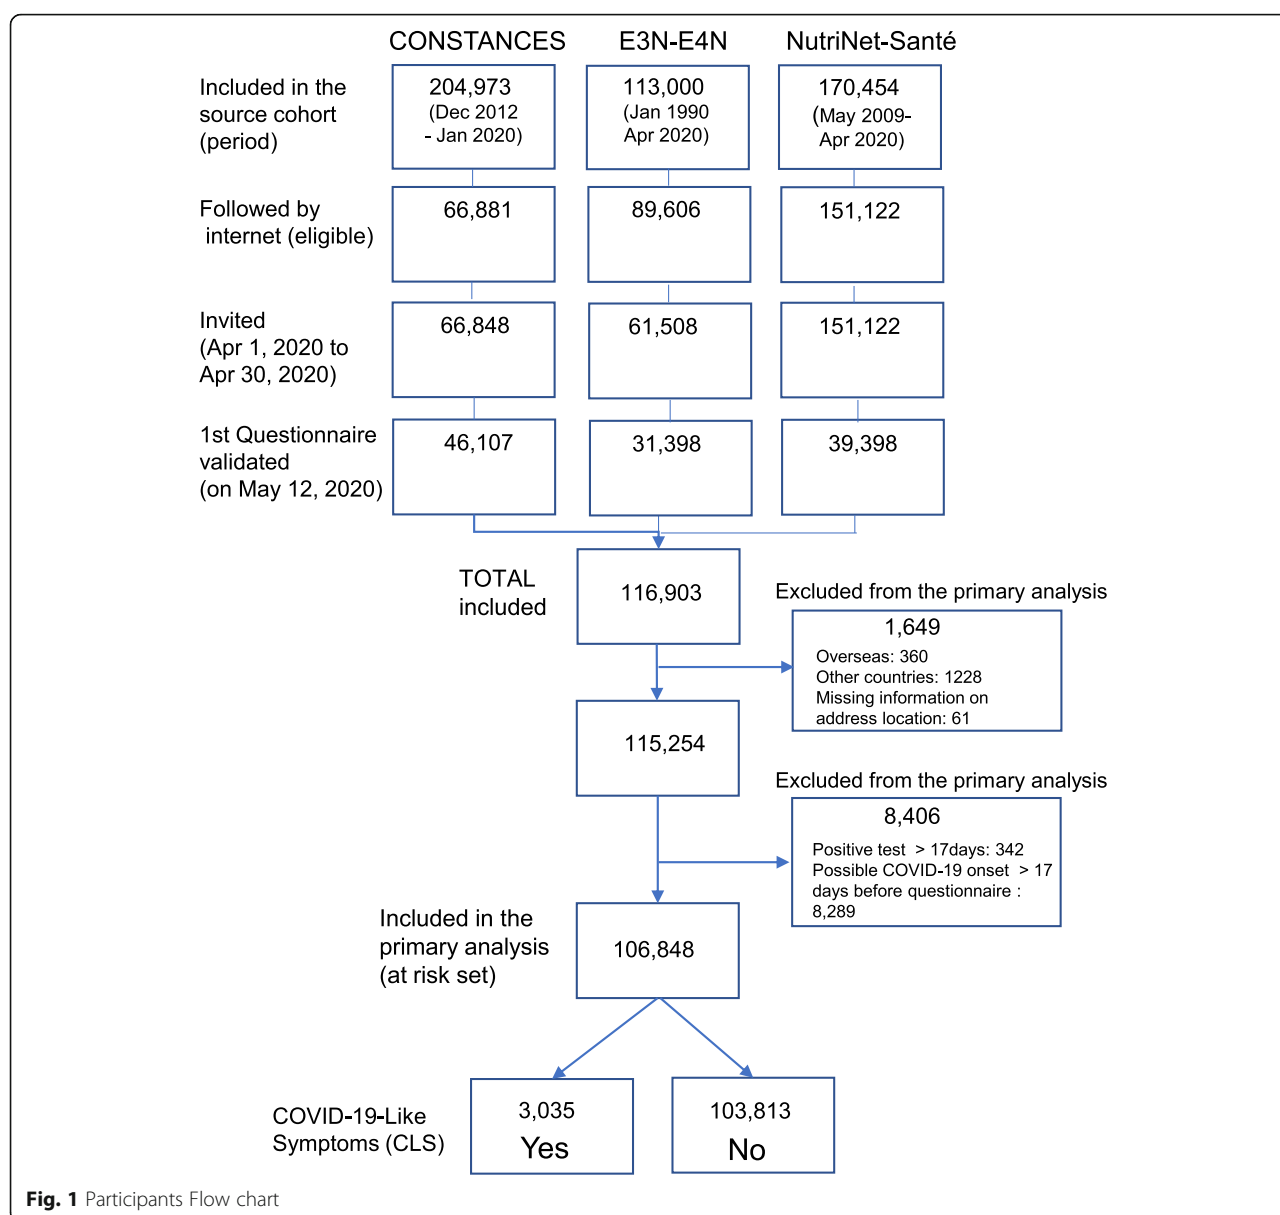 CONSTANCES E3N-E4N NutriNet-Santé
Included in the
source cohort
(period)
204,973
(Dec 2012
- Jan 2020)
113,000
(Jan 1990
Apr 2020)
170,454
(May 2009-
Apr 2020)
Followed by
internet (eligible)
66,881
89,606
151,122
Invited
(Apr 1, 2020 to
Apr 30, 2020)
66,848
61,508
151,122
1st Questionnaire
validated
(on May 12, 2020)
46,107
31,398
39,398
TOTAL
included
116,903
Excluded from the primary analysis
1,649
Overseas: 360
Other countries: 1228
Missing information on
address location: 61
115,254
Excluded from the primary analysis
8,406
Positive test > 17days: 342
Possible COVID-19 onset > 17
days before questionnaire :
8,289
Included in the
primary analysis
(at risk set)
106,848
COVID-19-Like
Symptoms (CLS)
3,035
Yes
103,813
No
Fig. 1 Participants Flow chart